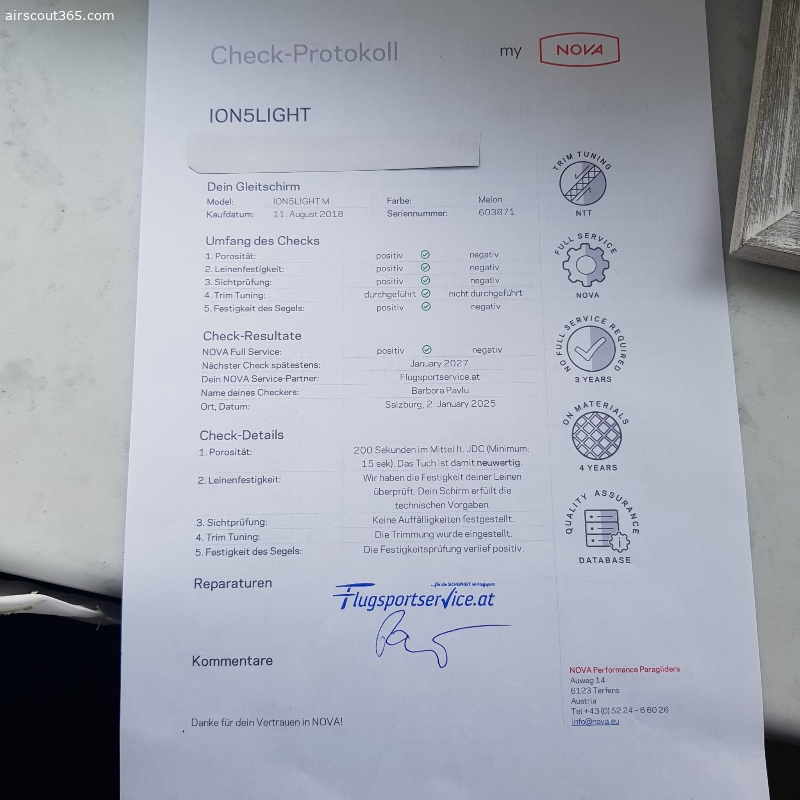 airscout365.com
Check-Protokoll
my NOVA
ION5LIGHT
Dein Gleitschirm
Model: ION5LIGHT M Farbe: Melon
Kaufdatum: 11. August 2018 Seriennummer: 603871
Umfang des Checks
1. Porosität: positiv negativ
2. Leinenfestigkeit: positiv negativ
3. Sichtprüfung: positiv negativ
4. Trim Tuning: durchgeführt nicht durchgeführt
5. Festigkeit des Segels: positiv negativ
Check-Resultate
NOVA Full Service: positiv negativ
Nächster Check spätestens: January 2027
Dein NOVA Service-Partner: Flugsportservice.at
Name deines Checkers: Barbora Pavlu
Ort, Datum: Salzburg, 2. January 2025
Check-Details
1. Porosität: 200 Sekunden im Mittel lt. JDC (Minimum:
15 sek). Das Tuch ist damit neuwertig.
2. Leinenfestigkeit: Wir haben die Festigkeit deiner Leinen
überprüft. Dein Schirm erfüllt die
technischen Vorgaben.
3. Sichtprüfung: Keine Auffälligkeiten festgestellt.
4. Trim Tuning: Die Trimmung wurde eingestellt.
5. Festigkeit des Segels: Die Festigkeitsprüfung verlief positiv.
Reparaturen
...für die SICHERHEIT im Flugsport
Flugsportservice.at
Kommentare
Danke für dein Vertrauen in NOVA!
TRIM TUNING
NTT
FULL SERVICE
NOVA
NO FULL SERVICE REQUIRED
3 YEARS
ON MATERIALS
4 YEARS
QUALITY ASSURANCE
DATABASE
NOVA Performance Paragliders
Auweg 14
6123 Terfens
Austria
Tel +43 (0) 52 24 - 6 60 26
info@nova.eu